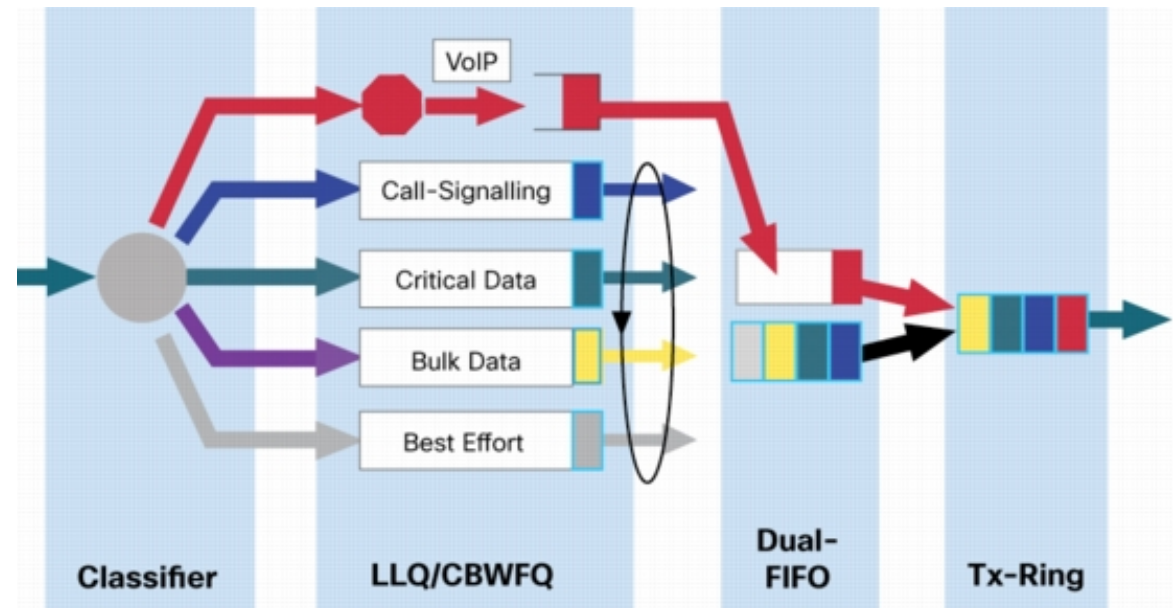 VoIP
Call-Signalling
Critical Data
Bulk Data
Best Effort
Classifier
LLQ/CBWFQ
Dual-
FIFO
Tx-Ring